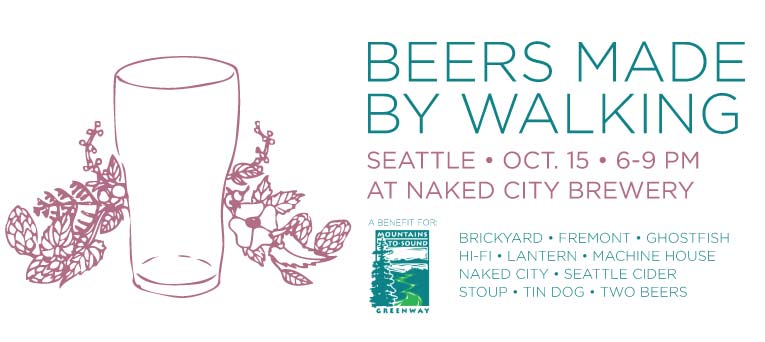 BEERS MADE
BY WALKING
SEATTLE • OCT. 15 • 6-9 PM
AT NAKED CITY BREWERY
A BENEFIT FOR:
MOUNTAINS
TO-SOUND
GREENWAY
BRICKYARD • FREMONT • GHOSTFISH
HI-FI • LANTERN • MACHINE HOUSE
NAKED CITY • SEATTLE CIDER
STOUP • TIN DOG • TWO BEERS